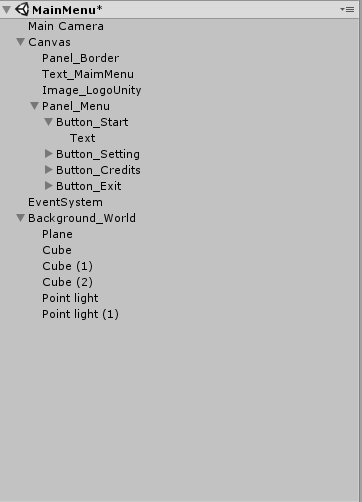 MainMenu*
Main Camera
Canvas
Panel_Border
Text_MaimMenu
Image_LogoUnity
Panel_Menu
Button_Start
Text
Button_Setting
Button_Credits
Button_Exit
EventSystem
Background_World
Plane
Cube
Cube (1)
Cube (2)
Point light
Point light (1)